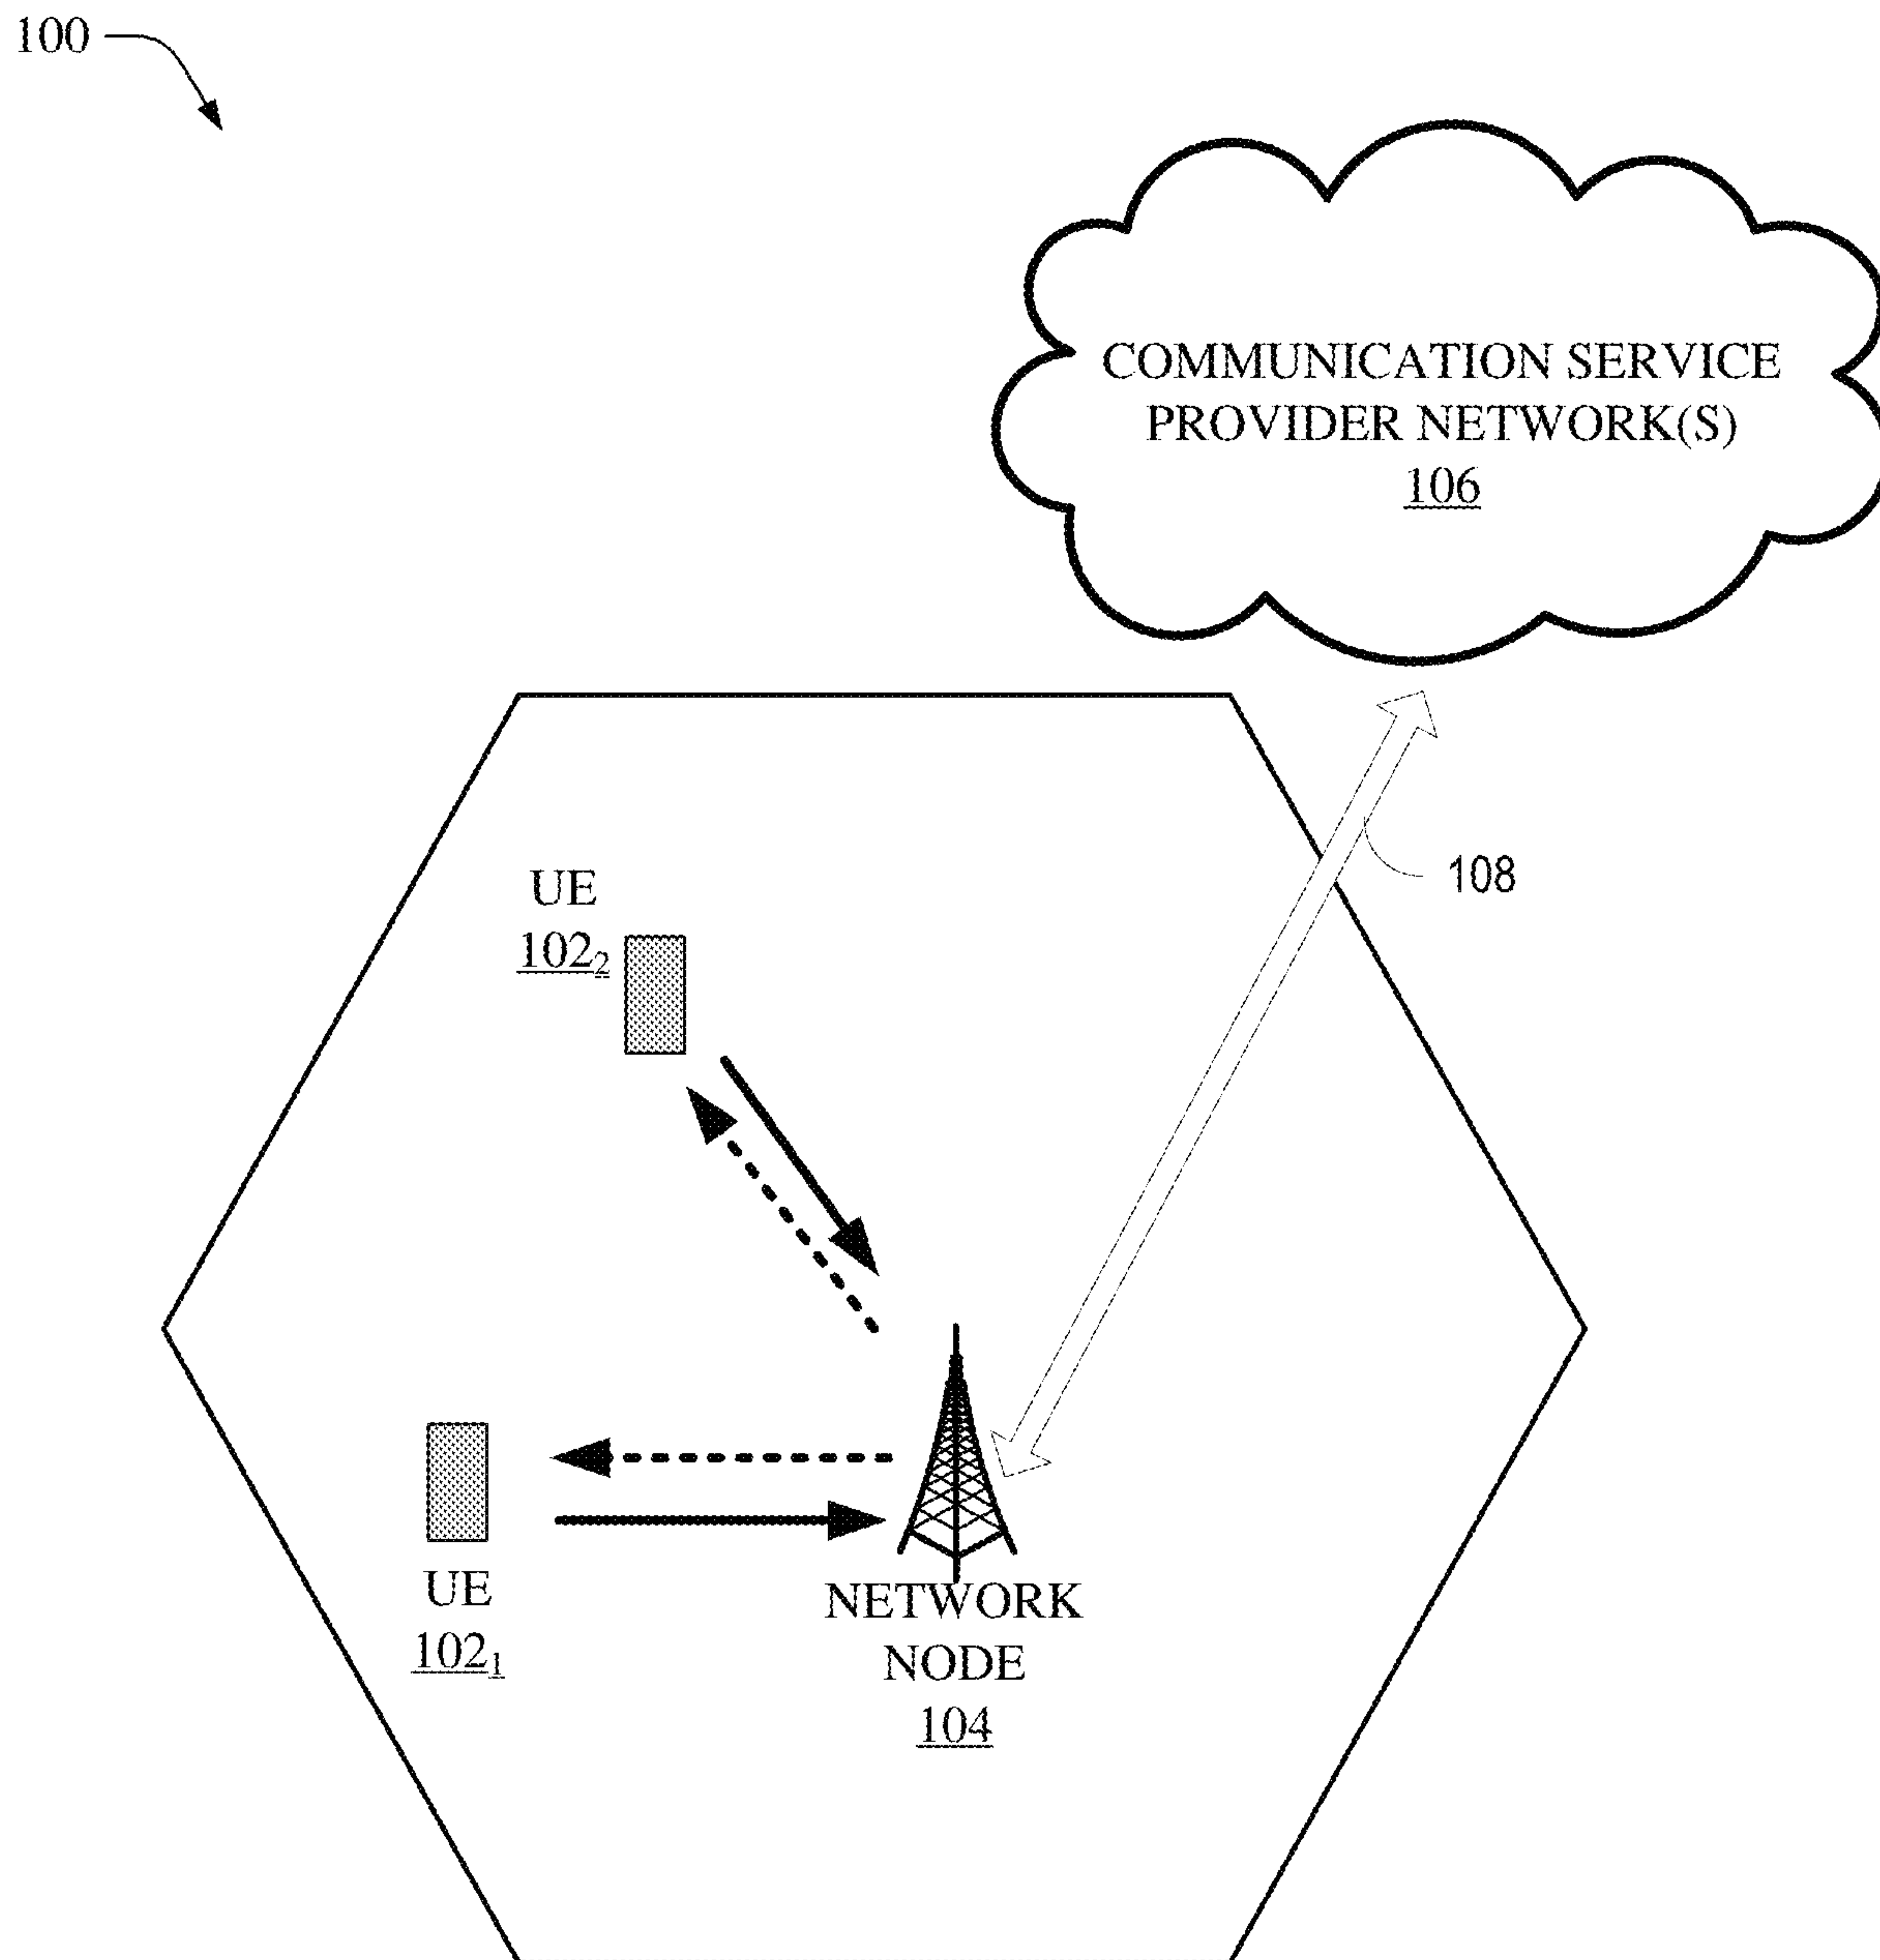 100
COMMUNICATION SERVICE
PROVIDER NETWORK(S)
106
108
UE
102₂
UE
102₁
NETWORK
NODE
104